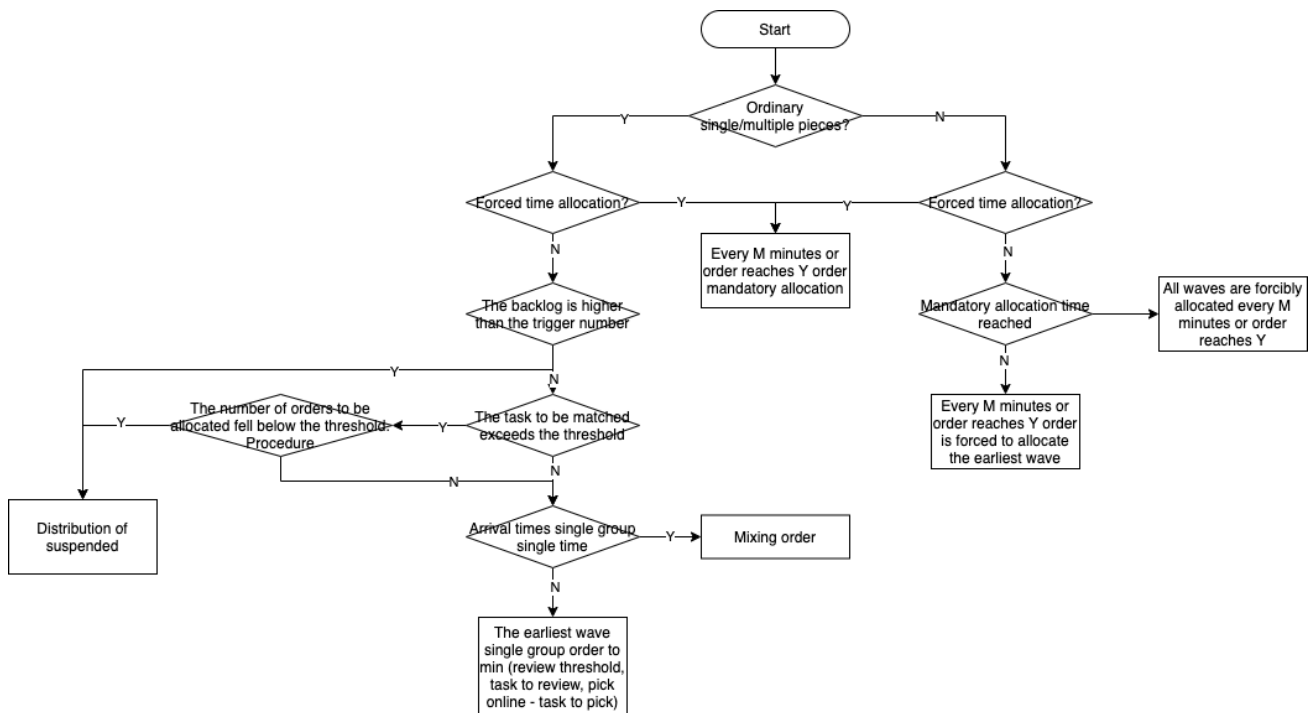 Start
Ordinary
single/multiple pieces?
Y
N
Forced time allocation?
Y
Y
Forced time allocation?
N
Every M minutes or
order reaches Y order
mandatory allocation
N
The backlog is higher
than the trigger number
Mandatory allocation time
reached
All waves are forcibly
allocated every M
minutes or order
reaches Y
Y
N
N
The number of orders to be
allocated fell below the threshold.
Procedure
Y
Y
The task to be matched
exceeds the threshold
Every M minutes or
order reaches Y order
is forced to allocate
the earliest wave
N
N
Distribution of
suspended
Arrival times single group
single time
Y
Mixing order
N
The earliest wave
single group order to
min (review threshold,
task to review, pick
online - task to pick)